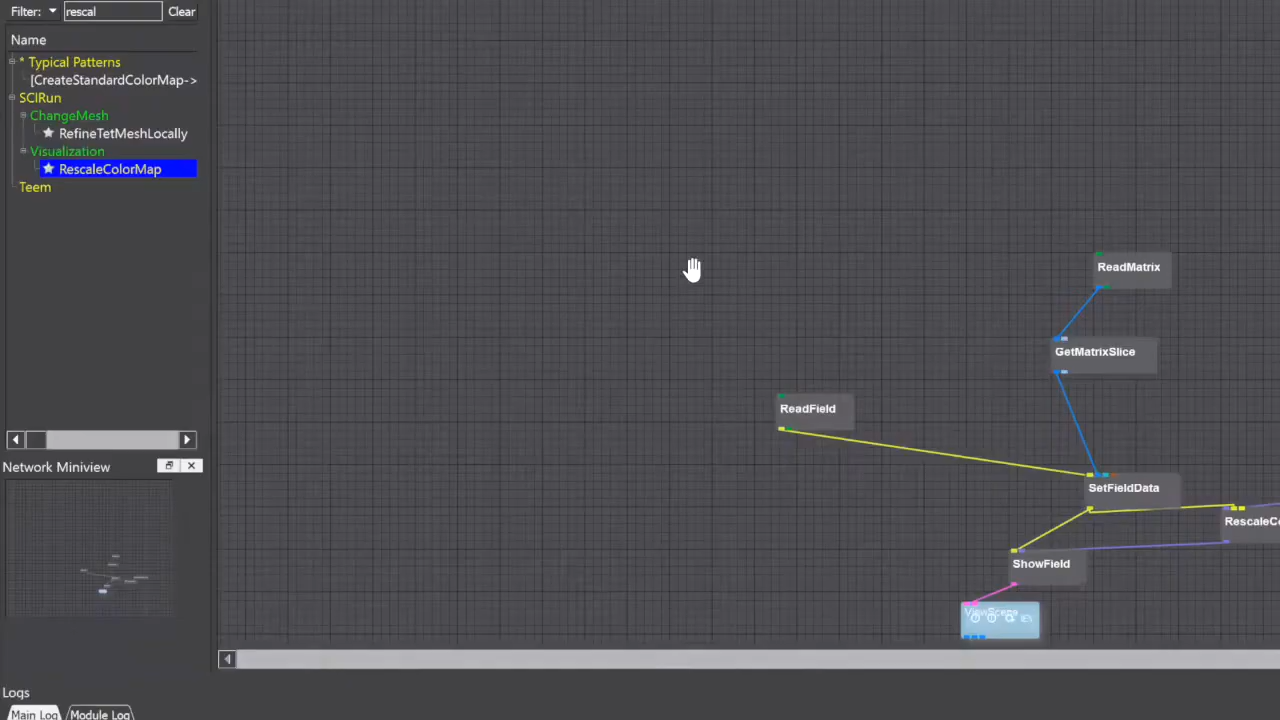 Filter: rescal Clear
Name
* Typical Patterns
[CreateStandardColorMap->
SCIRun
ChangeMesh
RefineTetMeshLocally
Visualization
RescaleColorMap
Teem
Network Miniview
ReadMatrix
GetMatrixSlice
ReadField
SetFieldData
RescaleCo
ShowField
ViewScene
Logs
Main Log Module Log